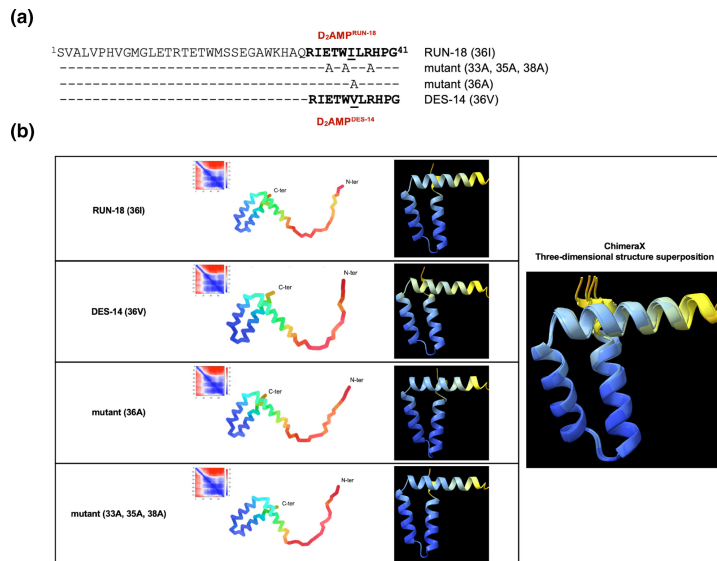 (a)
D₂AMP^RUN-18
¹SVALVPHVGMGLETRTETWMSSEGAWKHAQRIETWILRHPG⁴¹ RUN-18 (36I)
------------------------------A-A--A--- mutant (33A, 35A, 38A)
-----------------------------------A----- mutant (36A)
------------------------------RIETWVLRHPG DES-14 (36V)
D₂AMP^DES-14
(b)
RUN-18 (36I)
C-ter
N-ter
DES-14 (36V)
C-ter
N-ter
mutant (36A)
C-ter
N-ter
mutant (33A, 35A, 38A)
C-ter
N-ter
ChimeraX
Three-dimensional structure superposition